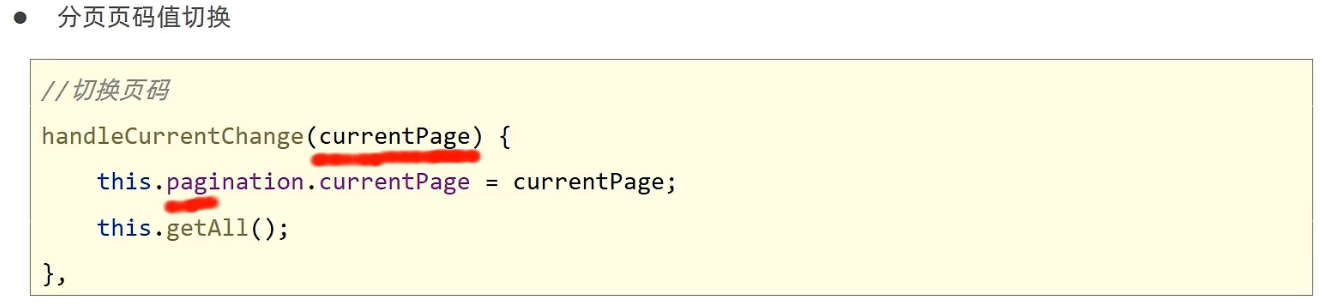 ● 分页页码值切换
//切换页码
handleCurrentChange(currentPage) {
    this.pagination.currentPage = currentPage;
    this.getAll();
},